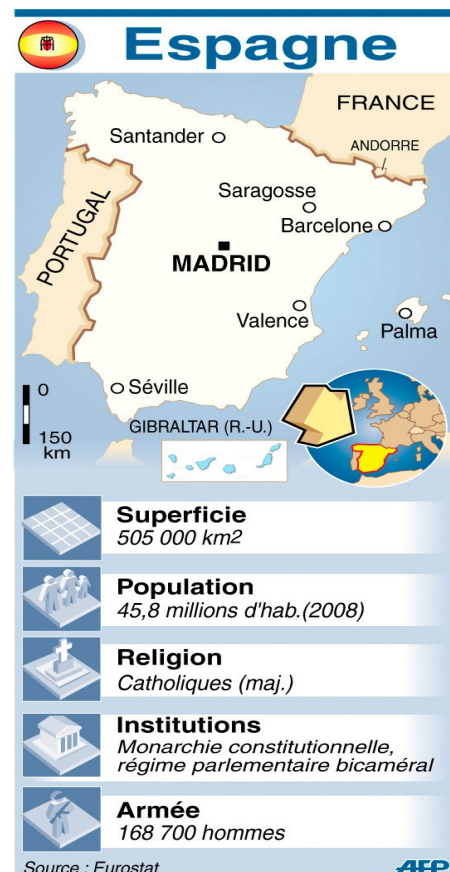 Espagne
FRANCE
ANDORRE
Santander
Saragosse
Barcelone
PORTUGAL
MADRID
Valence
Palma
Séville
0
150
km
GIBRALTAR (R.-U.)
Superficie
505 000 km2
Population
45,8 millions d'hab.(2008)
Religion
Catholiques (maj.)
Institutions
Monarchie constitutionnelle,
régime parlementaire bicaméral
Armée
168 700 hommes
Source : Eurostat
AFP